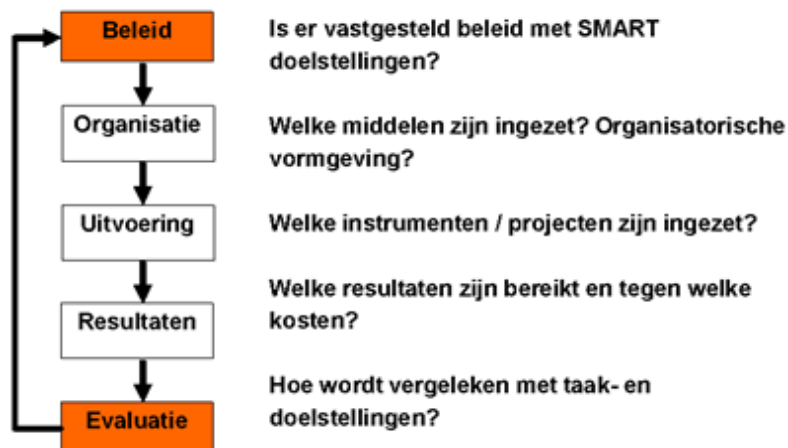 Beleid
Is er vastgesteld beleid met SMART
doelstellingen?
Organisatie
Welke middelen zijn ingezet? Organisatorische
vormgeving?
Uitvoering
Welke instrumenten / projecten zijn ingezet?
Resultaten
Welke resultaten zijn bereikt en tegen welke
kosten?
Evaluatie
Hoe wordt vergeleken met taak- en
doelstellingen?